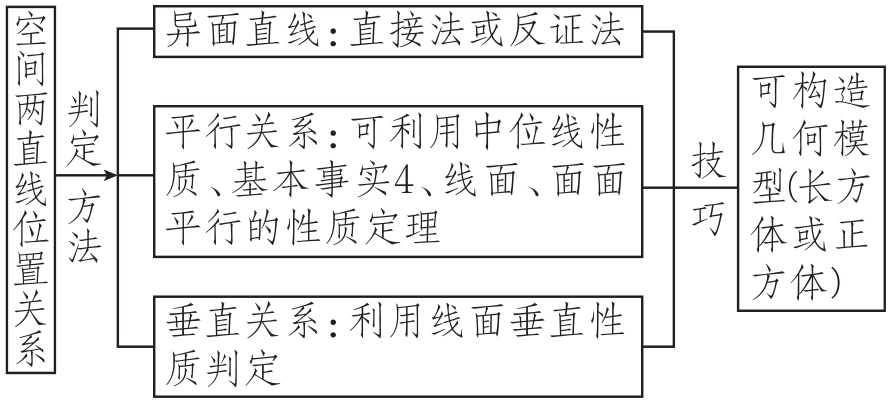 空间两直线位置关系
判定
方法
异面直线:直接法或反证法
平行关系:可利用中位线性
质、基本事实4、线面、面面
平行的性质定理
垂直关系:利用线面垂直性
质判定
技
巧
可构造
几何模
型(长方
体或正
方体)